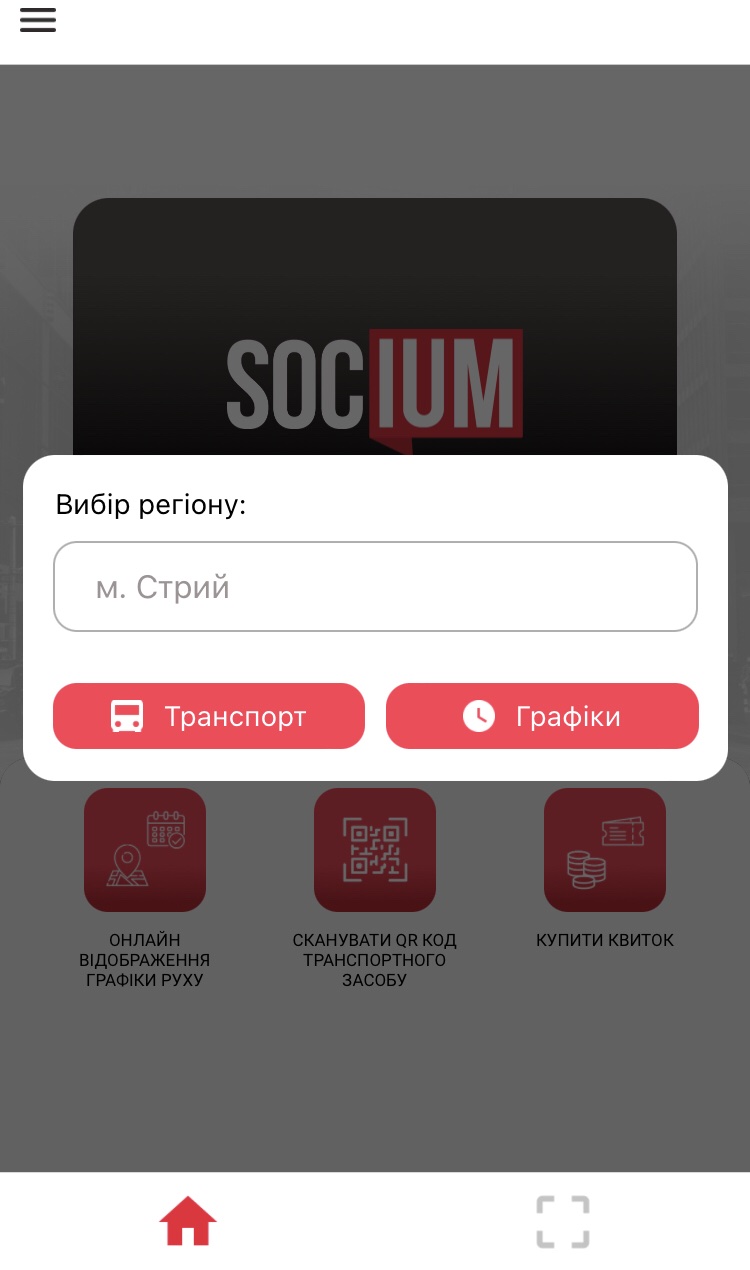 SOCIUM
Вибір регіону:
м. Стрий
Транспорт
Графіки
ОНЛАЙН
ВІДОБРАЖЕННЯ
ГРАФІКИ РУХУ
СКАНУВАТИ QR КОД
ТРАНСПОРТНОГО
ЗАСОБУ
КУПИТИ КВИТОК